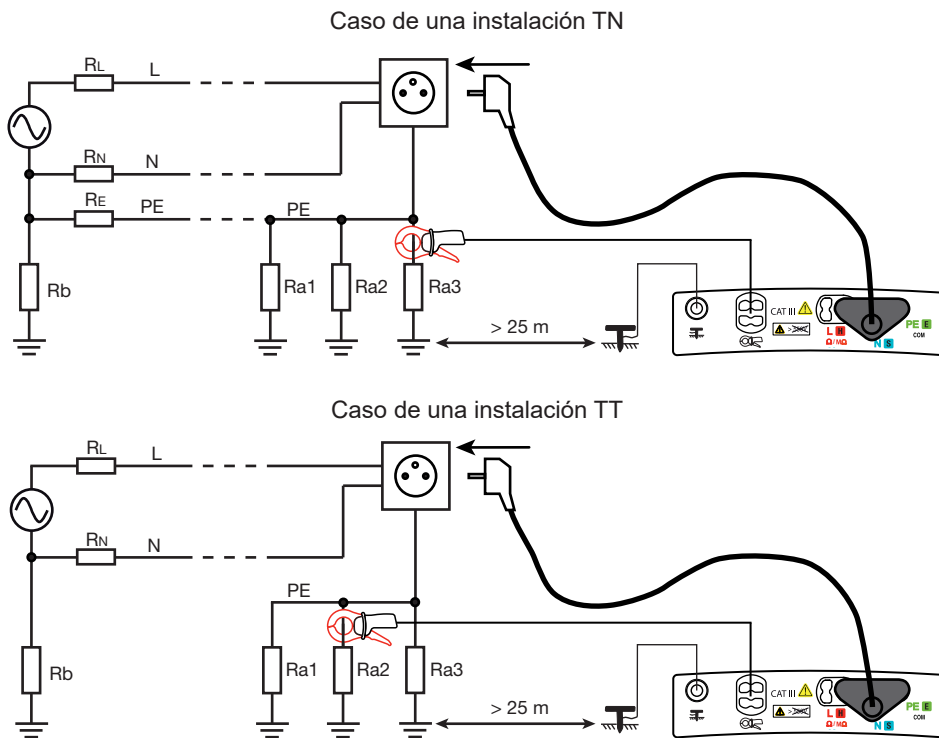 Caso de una instalación TN
RL L
RN N
RE PE PE
Rb Ra1 Ra2 Ra3
> 25 m
CAT III
L H
Ω/MΩ
N S
PE E
COM
Caso de una instalación TT
RL L
RN N
PE
Rb Ra1 Ra2 Ra3
> 25 m
CAT III
L H
Ω/MΩ
N S
PE E
COM